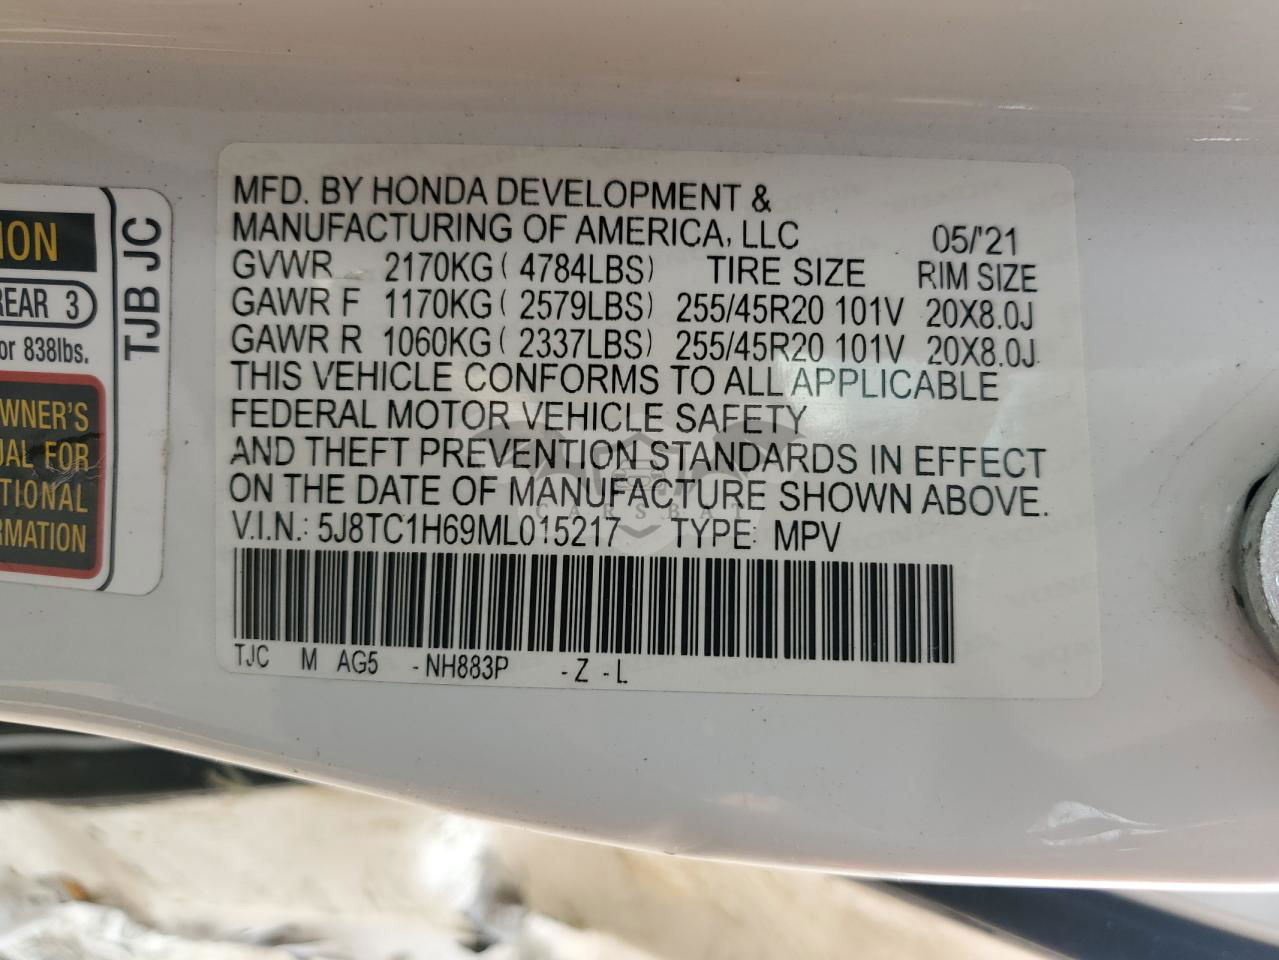 MFD. BY HONDA DEVELOPMENT &
MANUFACTURING OF AMERICA, LLC 05/'21
GVWR 2170KG ( 4784LBS) TIRE SIZE RIM SIZE
GAWR F 1170KG ( 2579LBS) 255/45R20 101V 20X8.0J
GAWR R 1060KG ( 2337LBS) 255/45R20 101V 20X8.0J
THIS VEHICLE CONFORMS TO ALL APPLICABLE
FEDERAL MOTOR VEHICLE SAFETY
AND THEFT PREVENTION STANDARDS IN EFFECT
ON THE DATE OF MANUFACTURE SHOWN ABOVE.
V.I.N.: 5J8TC1H69ML015217 TYPE: MPV
TJC M AG5 -NH883P -Z -L
CARSBAT
ION
REAR 3
or 838lbs.
WNER'S
UAL FOR
TIONAL
RMATION
TJB JC